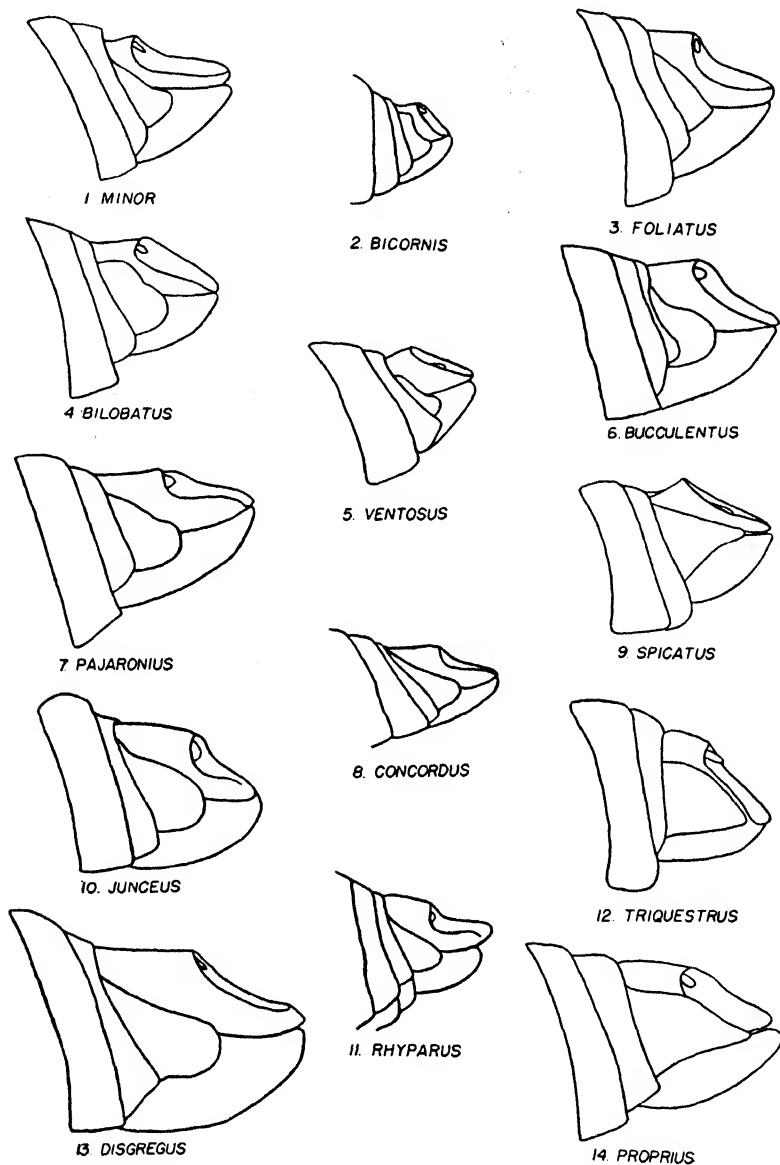 1 MINOR
2. BICORNIS
3. FOLIATUS
4 BILOBATUS
5. VENTOSUS
6. BUCCULENTUS
7. PAJARONIUS
8. CONCORDUS
9. SPICATUS
10. JUNCEUS
11. RHYPARUS
12. TRIQUESTRUS
13. DISGREGUS
14. PROPRIUS